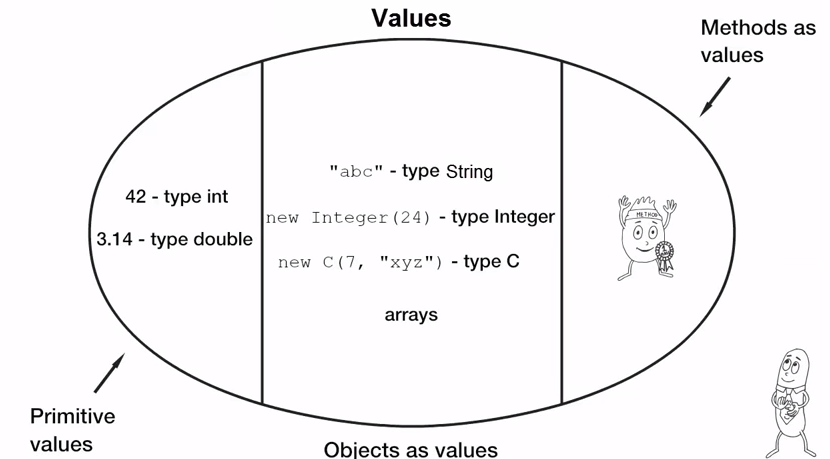 Values
Methods as
values
"abc" - type String
42 - type int
new Integer(24) - type Integer
METHOD
3.14 - type double
new C(7, "xyz") - type C
arrays
Primitive
values
Objects as values